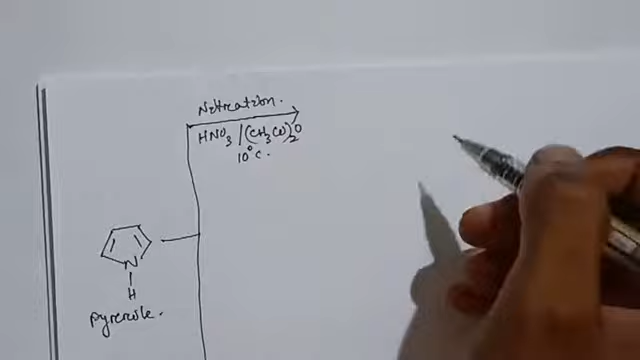 Nitration.
HNO₃ / (CH₃CO)₂O
10°C.
N
H
Pyrrole.